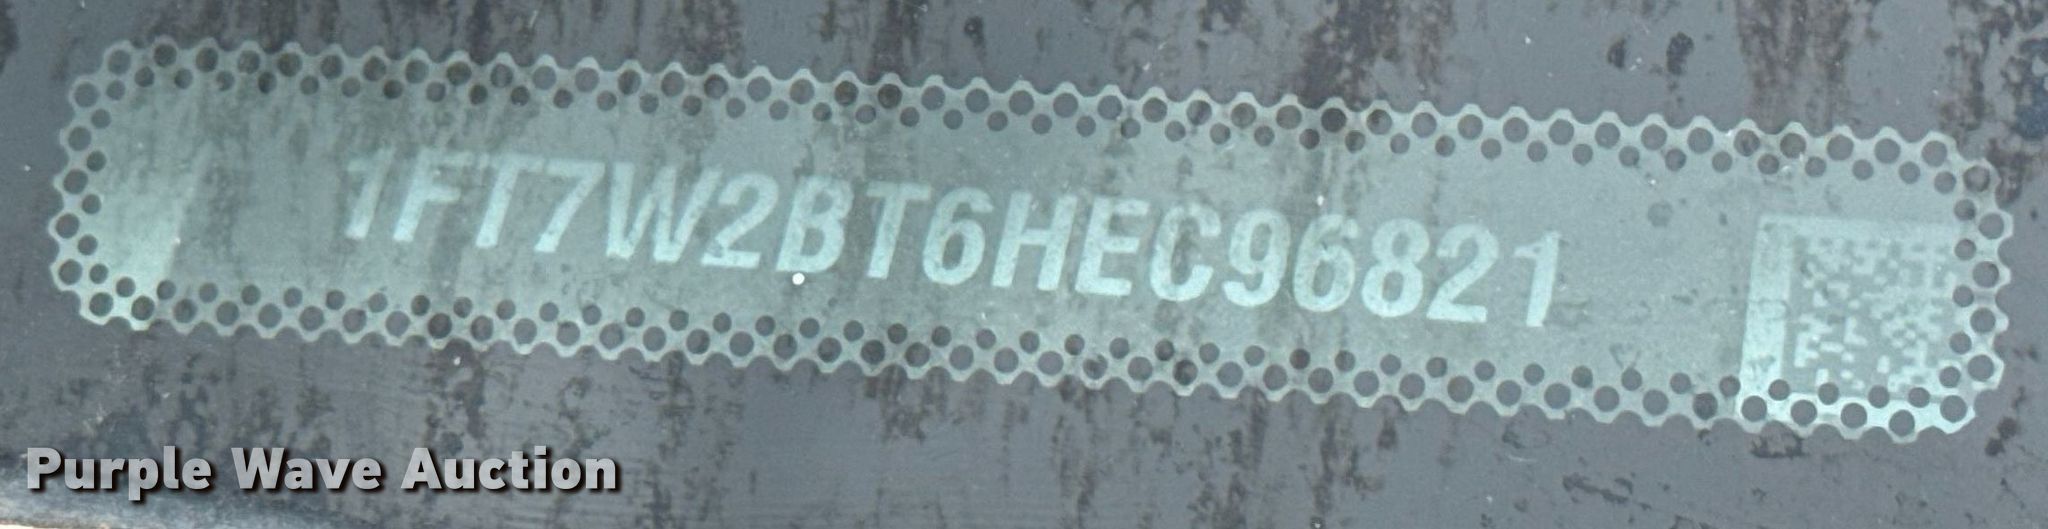 1FT7W2BT6HEC96821
Purple Wave Auction